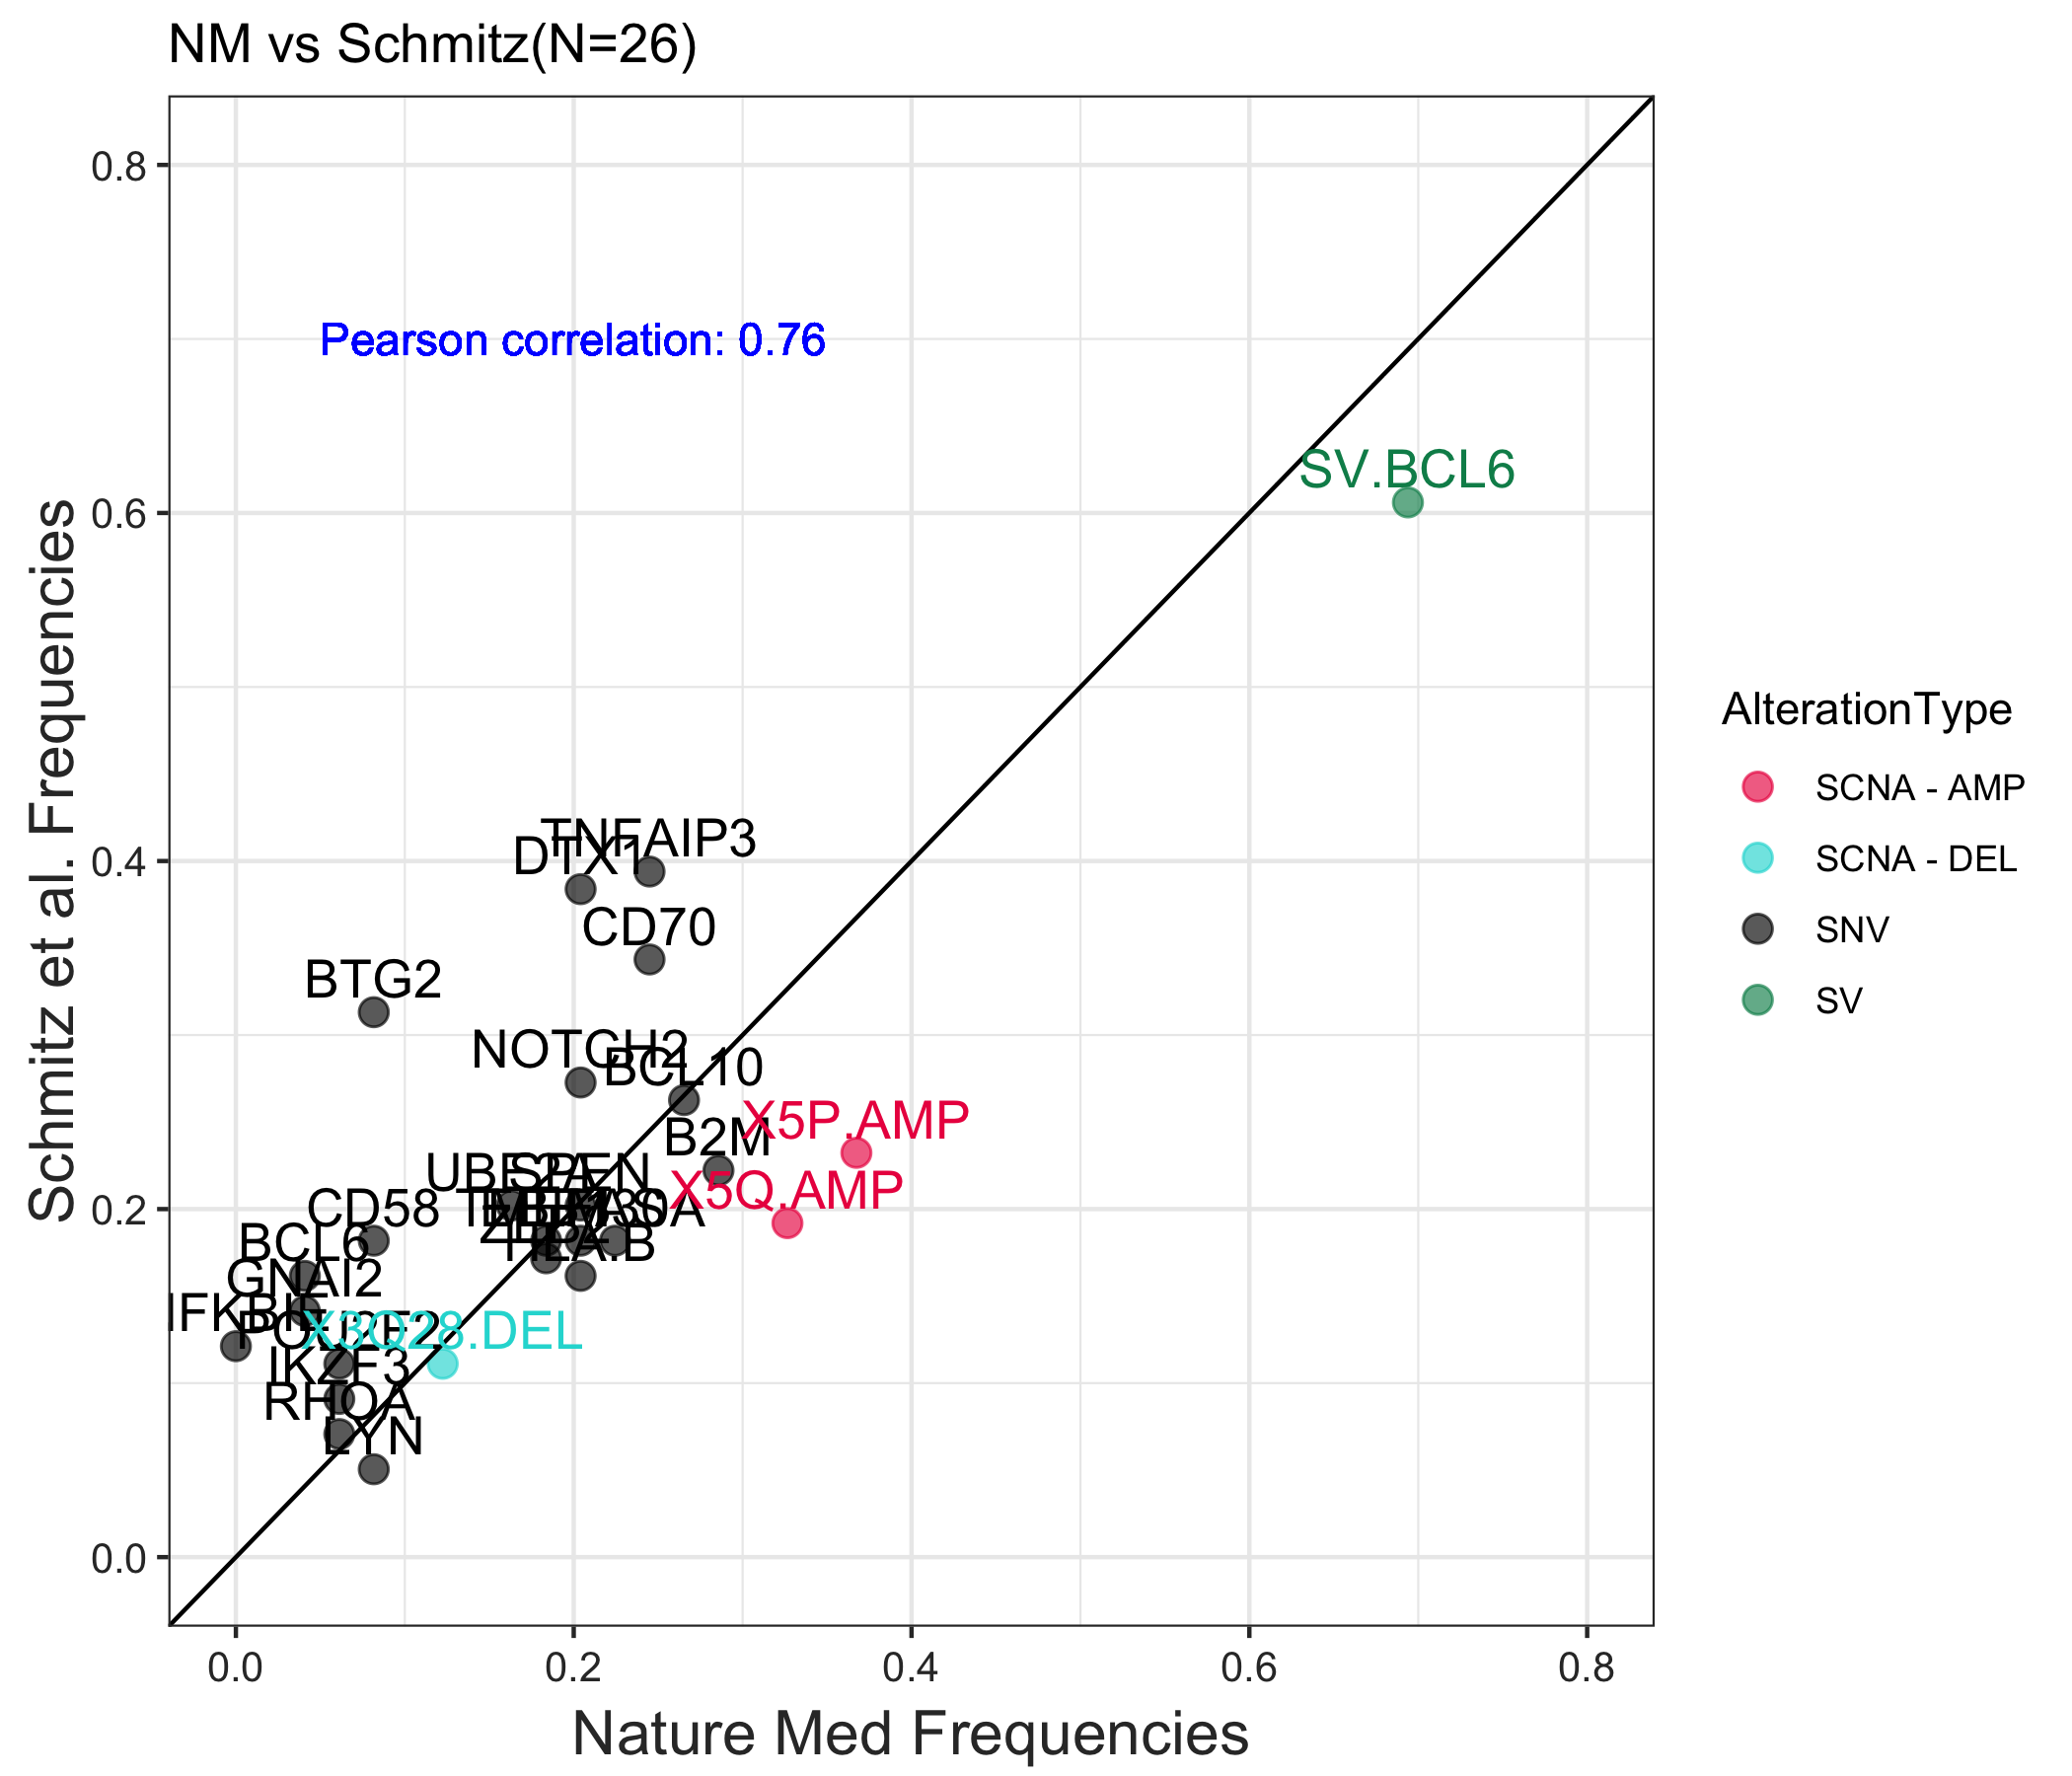 NM vs Schmitz(N=26)
Pearson correlation: 0.76
SV.BCL6
TNFAIP3
DTX1
CD70
BTG2
NOTCH2
BCL10
X5P.AMP
B2M
X5Q.AMP
SPEN
CD58
BCL6
GNAI2
X3Q28.DEL
IKZF3
RHOA
LYN
0.8
0.6
0.4
0.2
0.0
0.0
0.2
0.4
0.6
0.8
Nature Med Frequencies
Schmitz et al. Frequencies
AlterationType
SCNA - AMP
SCNA - DEL
SNV
SV